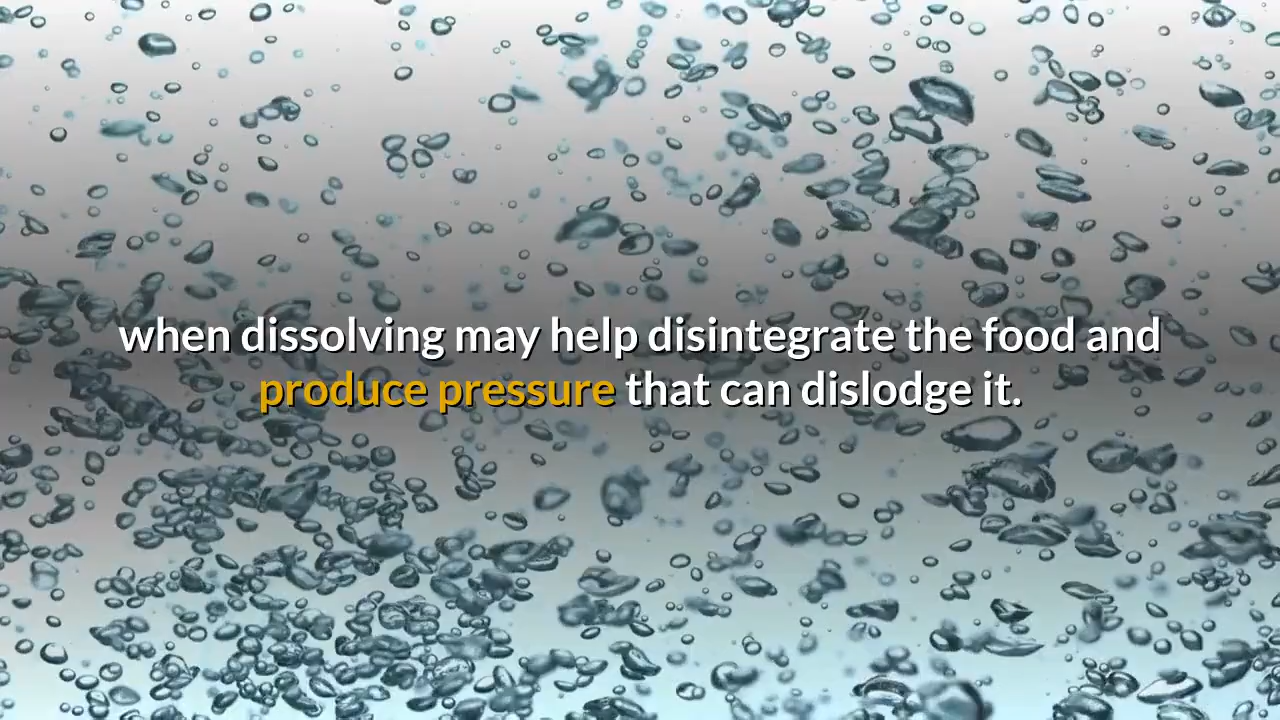 when dissolving may help disintegrate the food and
produce pressure that can dislodge it.